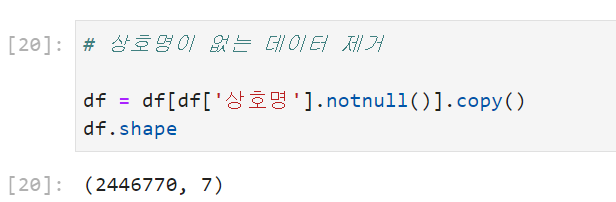 [20]: # 상호명이 없는 데이터 제거
df = df[df['상호명'].notnull()].copy()
df.shape
[20]: (2446770, 7)